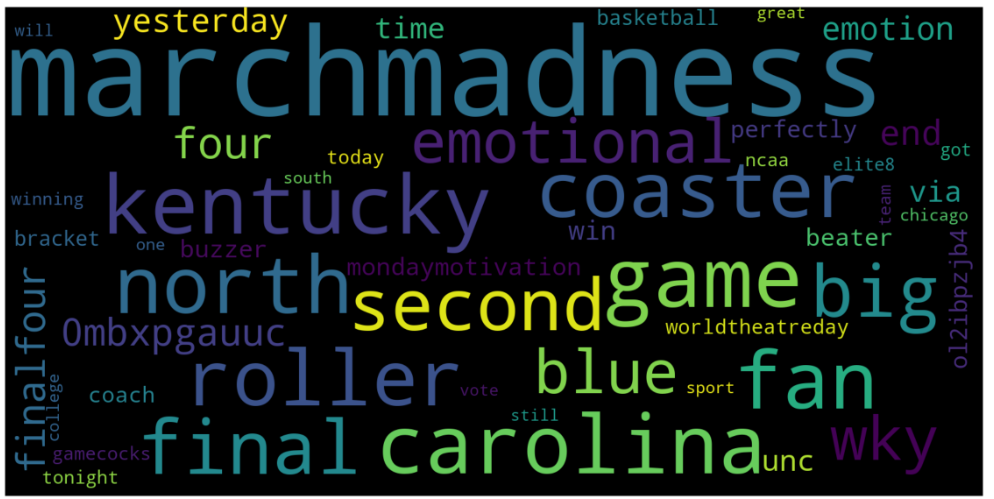 will yesterday time basketball great emotion
marchmadness
four emotional perfectly end got
today ncaa elite8
south
winning kentucky coaster via team
chicago
bracket one buzzer win beater
north mondaymotivation game big
second
0mbxpgauuc worldtheatreday ol2ibpzjb4
finalfour roller blue fan
coach vote sport
college still
gamecocks final carolina unc wky
tonight